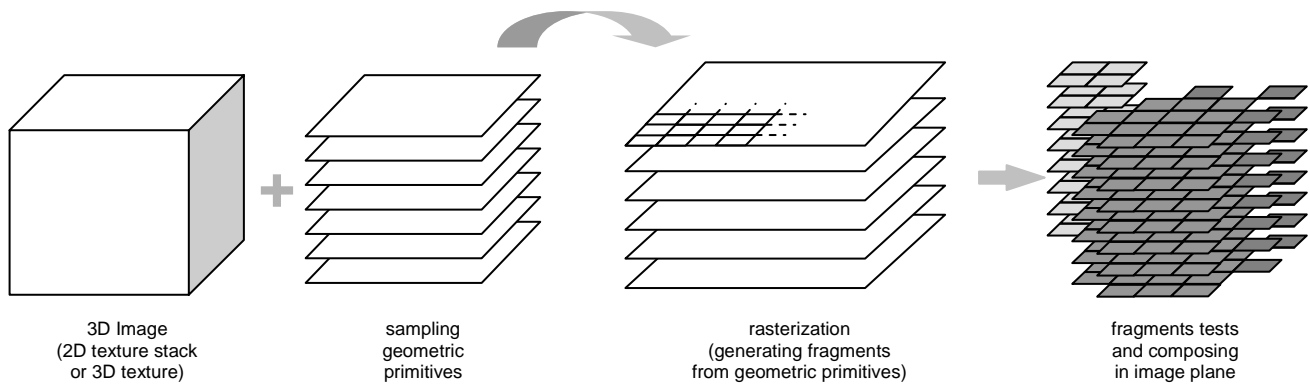 3D Image
(2D texture stack
or 3D texture)
sampling
geometric
primitives
rasterization
(generating fragments
from geometric primitives)
fragments tests
and composing
in image plane